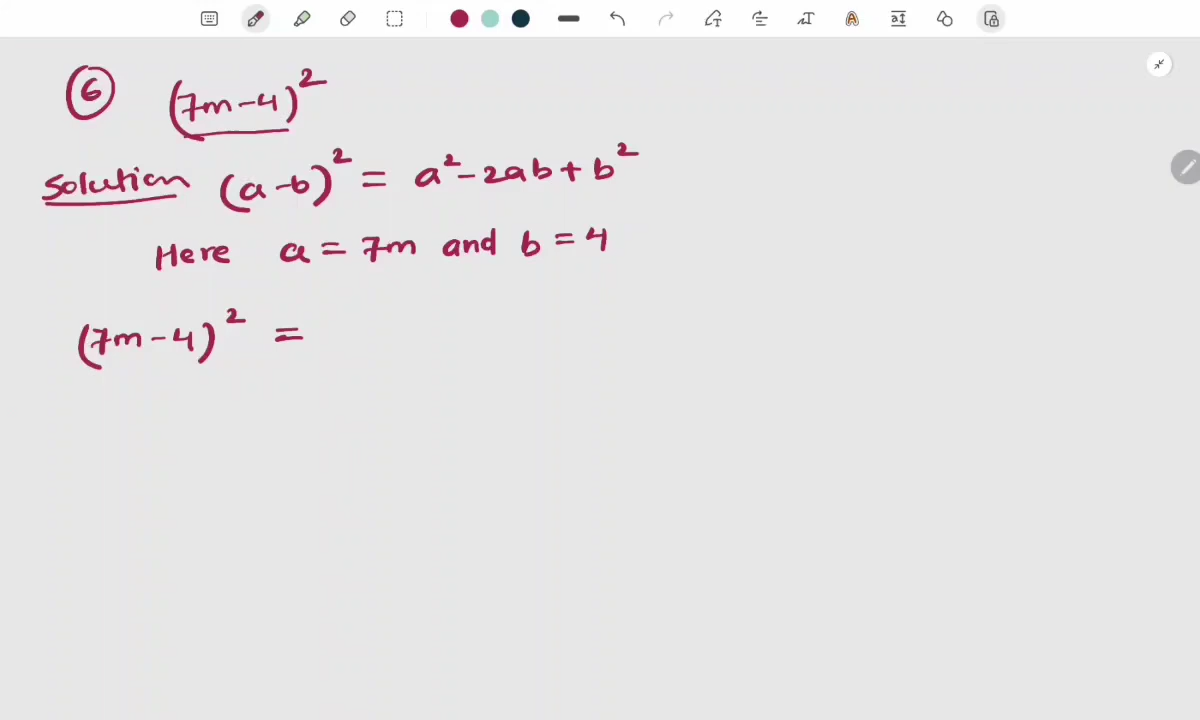 6 (7m-4)²
Solution (a-b)² = a²-2ab+b²
Here a = 7m and b = 4
(7m-4)² =